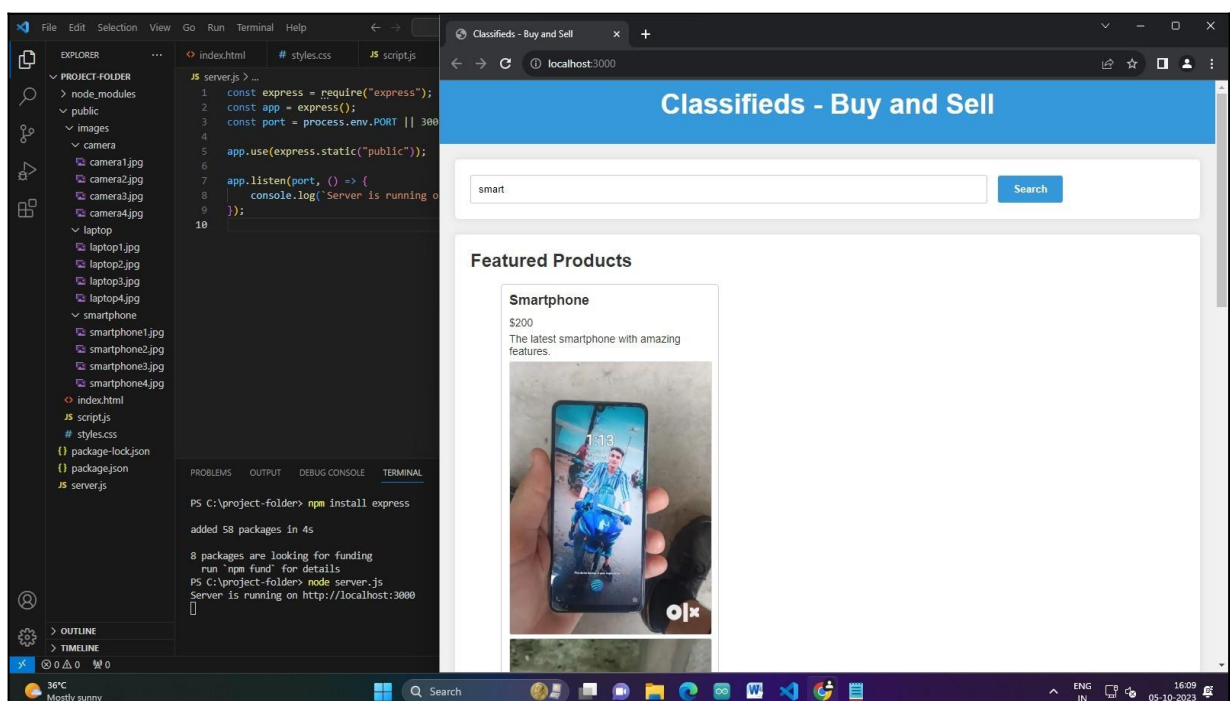 File Edit Selection View Go Run Terminal Help
EXPLORER
PROJECT-FOLDER
node_modules
public
images
camera
camera1.jpg
camera2.jpg
camera3.jpg
camera4.jpg
laptop
laptop1.jpg
laptop2.jpg
laptop3.jpg
laptop4.jpg
smartphone
smartphone1.jpg
smartphone2.jpg
smartphone3.jpg
smartphone4.jpg
index.html
JS script.js
# styles.css
{} package-lock.json
{} package.json
JS server.js
OUTLINE
TIMELINE
<> index.html # styles.css JS script.js
JS server.js > ...
1 const express = require("express");
2 const app = express();
3 const port = process.env.PORT || 300
4
5 app.use(express.static("public"));
6
7 app.listen(port, () => {
8 console.log(`Server is running o
9 });
10
PROBLEMS OUTPUT DEBUG CONSOLE TERMINAL
PS C:\project-folder> npm install express
added 58 packages in 4s
8 packages are looking for funding
run `npm fund` for details
PS C:\project-folder> node server.js
Server is running on http://localhost:3000
0 0 0
Classifieds - Buy and Sell
localhost:3000
Classifieds - Buy and Sell
smart Search
Featured Products
Smartphone
$200
The latest smartphone with amazing
features.
1:13
olx
36°C
Mostly sunny
Search
ENG
IN
16:09
05-10-2023